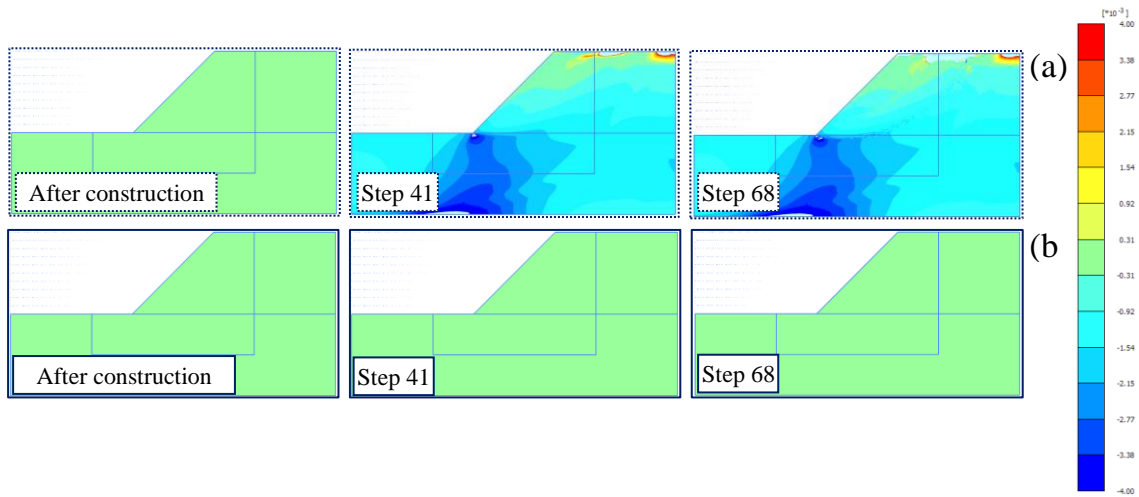 [*10⁻³]
4.00
3.38
2.77
2.15
1.54
0.92
0.31
-0.31
-0.92
-1.54
-2.15
-2.77
-3.38
-4.00
(a)
After construction
Step 41
Step 68
(b)
After construction
Step 41
Step 68